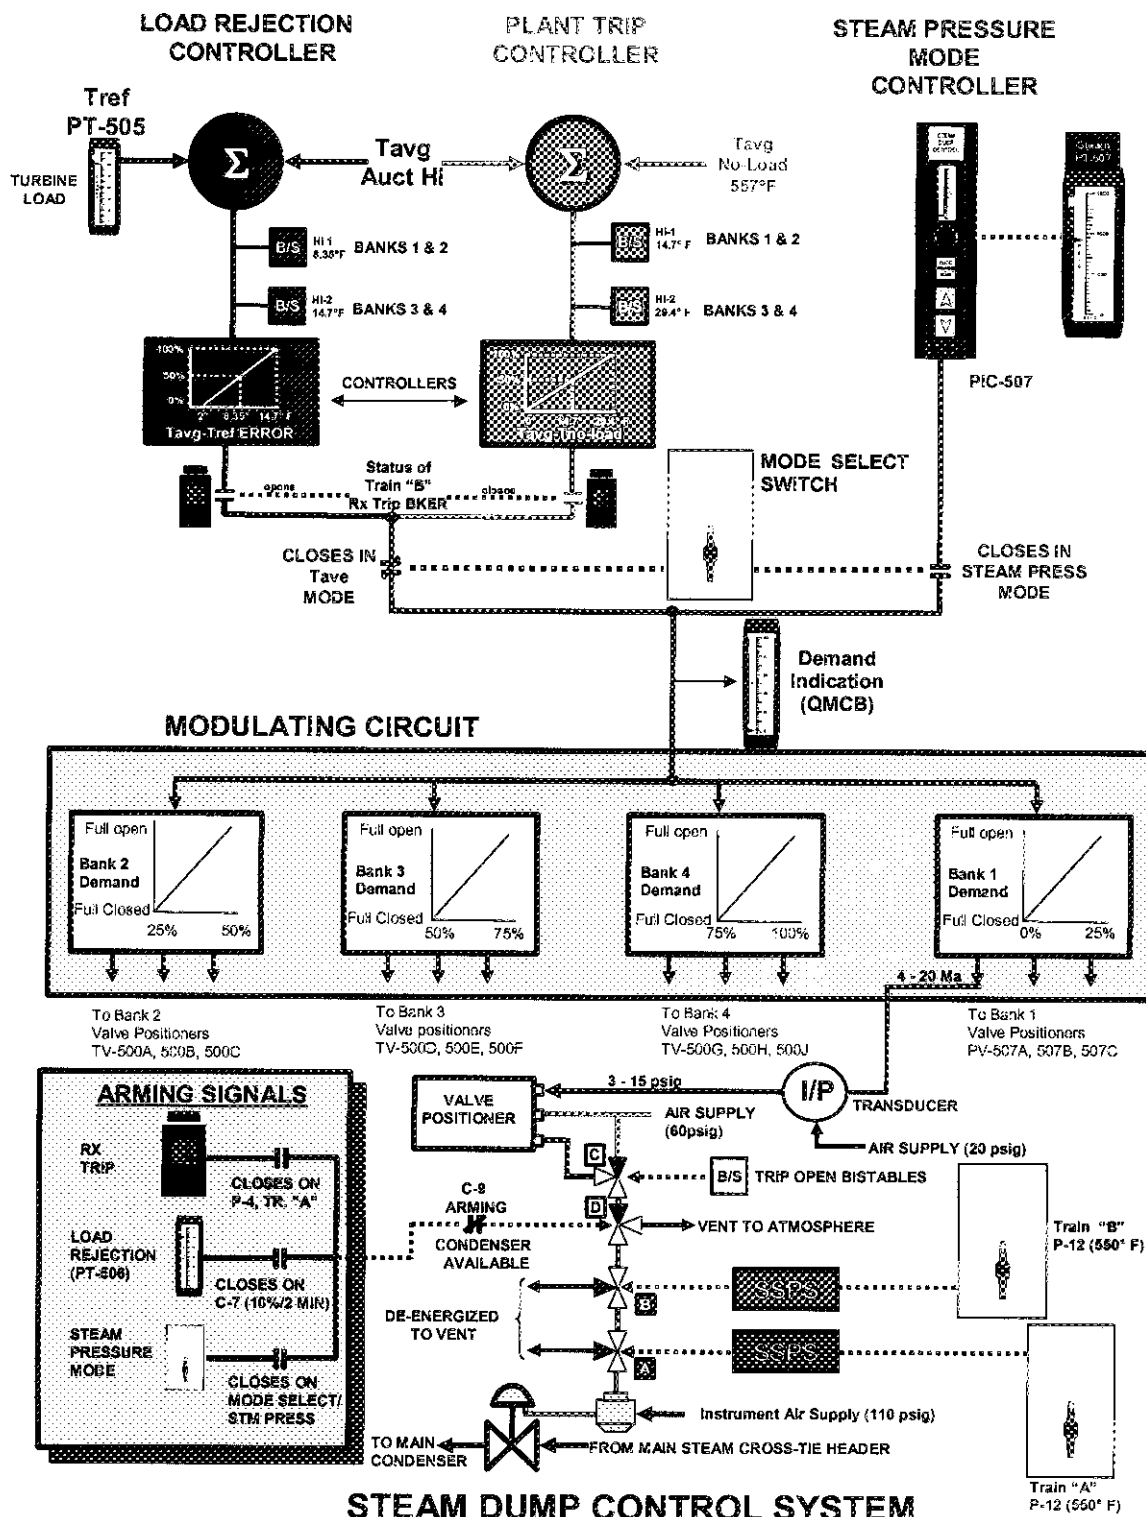 LOAD REJECTION
CONTROLLER
PLANT TRIP
CONTROLLER
STEAM PRESSURE
MODE
CONTROLLER
Tref
PT-505
TURBINE
LOAD
Σ
Tavg
Auct Hi
Σ
Tavg
No-Load
557°F
STEAM
DUMP
CONTROL
Steam
PT-507
B/S
HI-1
8.35°F
BANKS 1 & 2
B/S
HI-1
14.7° F
BANKS 1 & 2
B/S
HI-2
14.7°F
BANKS 3 & 4
B/S
HI-2
29.4° F
BANKS 3 & 4
100%
50%
0%
2° 8.35° 14.7° F
Tavg-Tref ERROR
CONTROLLERS
Tavg-Tno-load
PIC-507
MODE SELECT
SWITCH
Status of
Train "B"
Rx Trip BKER
opens
closes
CLOSES IN
Tave
MODE
CLOSES IN
STEAM PRESS
MODE
Demand
Indication
(QMCB)
MODULATING CIRCUIT
Full open
Bank 2
Demand
Full Closed
25% 50%
Full open
Bank 3
Demand
Full Closed
50% 75%
Full open
Bank 4
Demand
Full Closed
75% 100%
Full open
Bank 1
Demand
Full Closed
0% 25%
4 - 20 Ma
To Bank 2
Valve Positioners
TV-500A, 500B, 500C
To Bank 3
Valve positioners
TV-500D, 500E, 500F
To Bank 4
Valve Positioners
TV-500G, 500H, 500J
To Bank 1
Valve Positioners
PV-507A, 507B, 507C
ARMING SIGNALS
RX
TRIP
CLOSES ON
P-4, TR. "A"
LOAD
REJECTION
(PT-506)
CLOSES ON
C-7 (10%/2 MIN)
STEAM
PRESSURE
MODE
CLOSES ON
MODE SELECT/
STM PRESS
VALVE
POSITIONER
3 - 15 psig
I/P
TRANSDUCER
AIR SUPPLY
(60psig)
AIR SUPPLY (20 psig)
C
B/S
TRIP OPEN BISTABLES
C-9
ARMING
CONDENSER
AVAILABLE
D
VENT TO ATMOSPHERE
Train "B"
P-12 (550° F)
B
SSPS
DE-ENERGIZED
TO VENT
A
SSPS
Instrument Air Supply (110 psig)
TO MAIN
CONDENSER
FROM MAIN STEAM CROSS-TIE HEADER
Train "A"
P-12 (550° F)
STEAM DUMP CONTROL SYSTEM